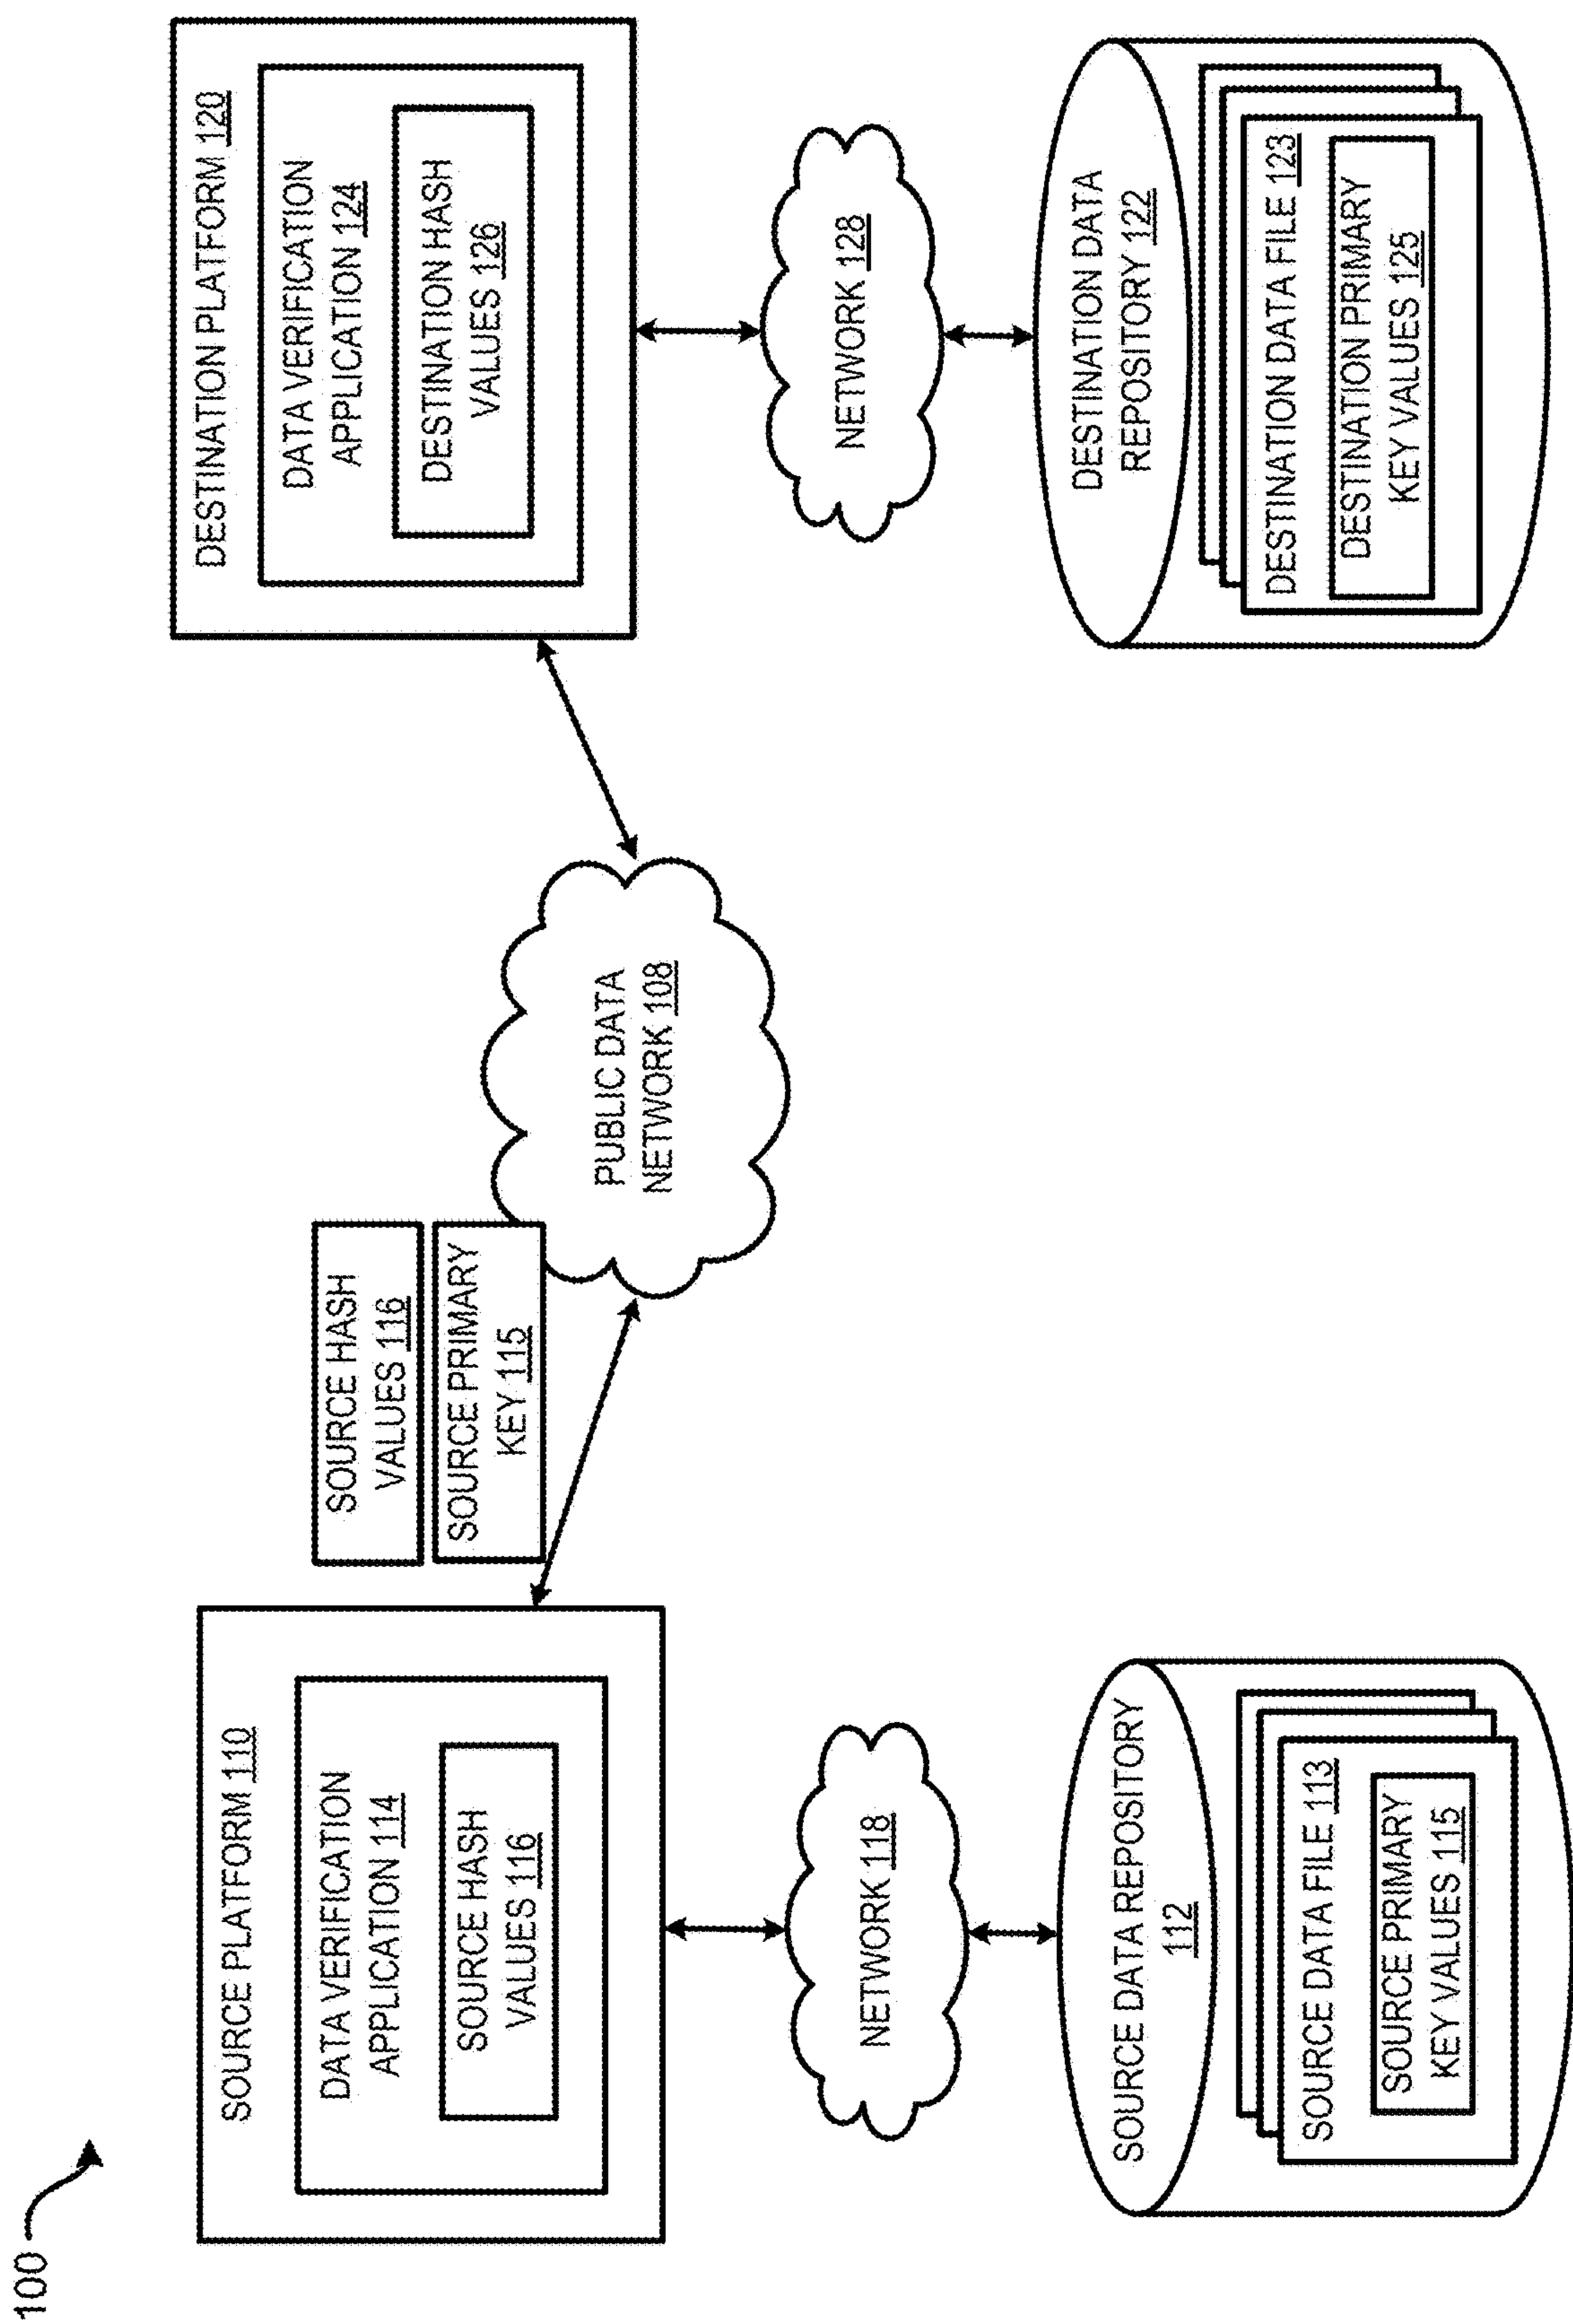 100
SOURCE PLATFORM 110
DATA VERIFICATION
APPLICATION 114
SOURCE HASH
VALUES 116
SOURCE HASH
VALUES 116
SOURCE PRIMARY
KEY 115
PUBLIC DATA
NETWORK 108
DESTINATION PLATFORM 120
DATA VERIFICATION
APPLICATION 124
DESTINATION HASH
VALUES 126
NETWORK 118
NETWORK 128
SOURCE DATA REPOSITORY
112
SOURCE DATA FILE 113
SOURCE PRIMARY
KEY VALUES 115
DESTINATION DATA
REPOSITORY 122
DESTINATION DATA FILE 123
DESTINATION PRIMARY
KEY VALUES 125